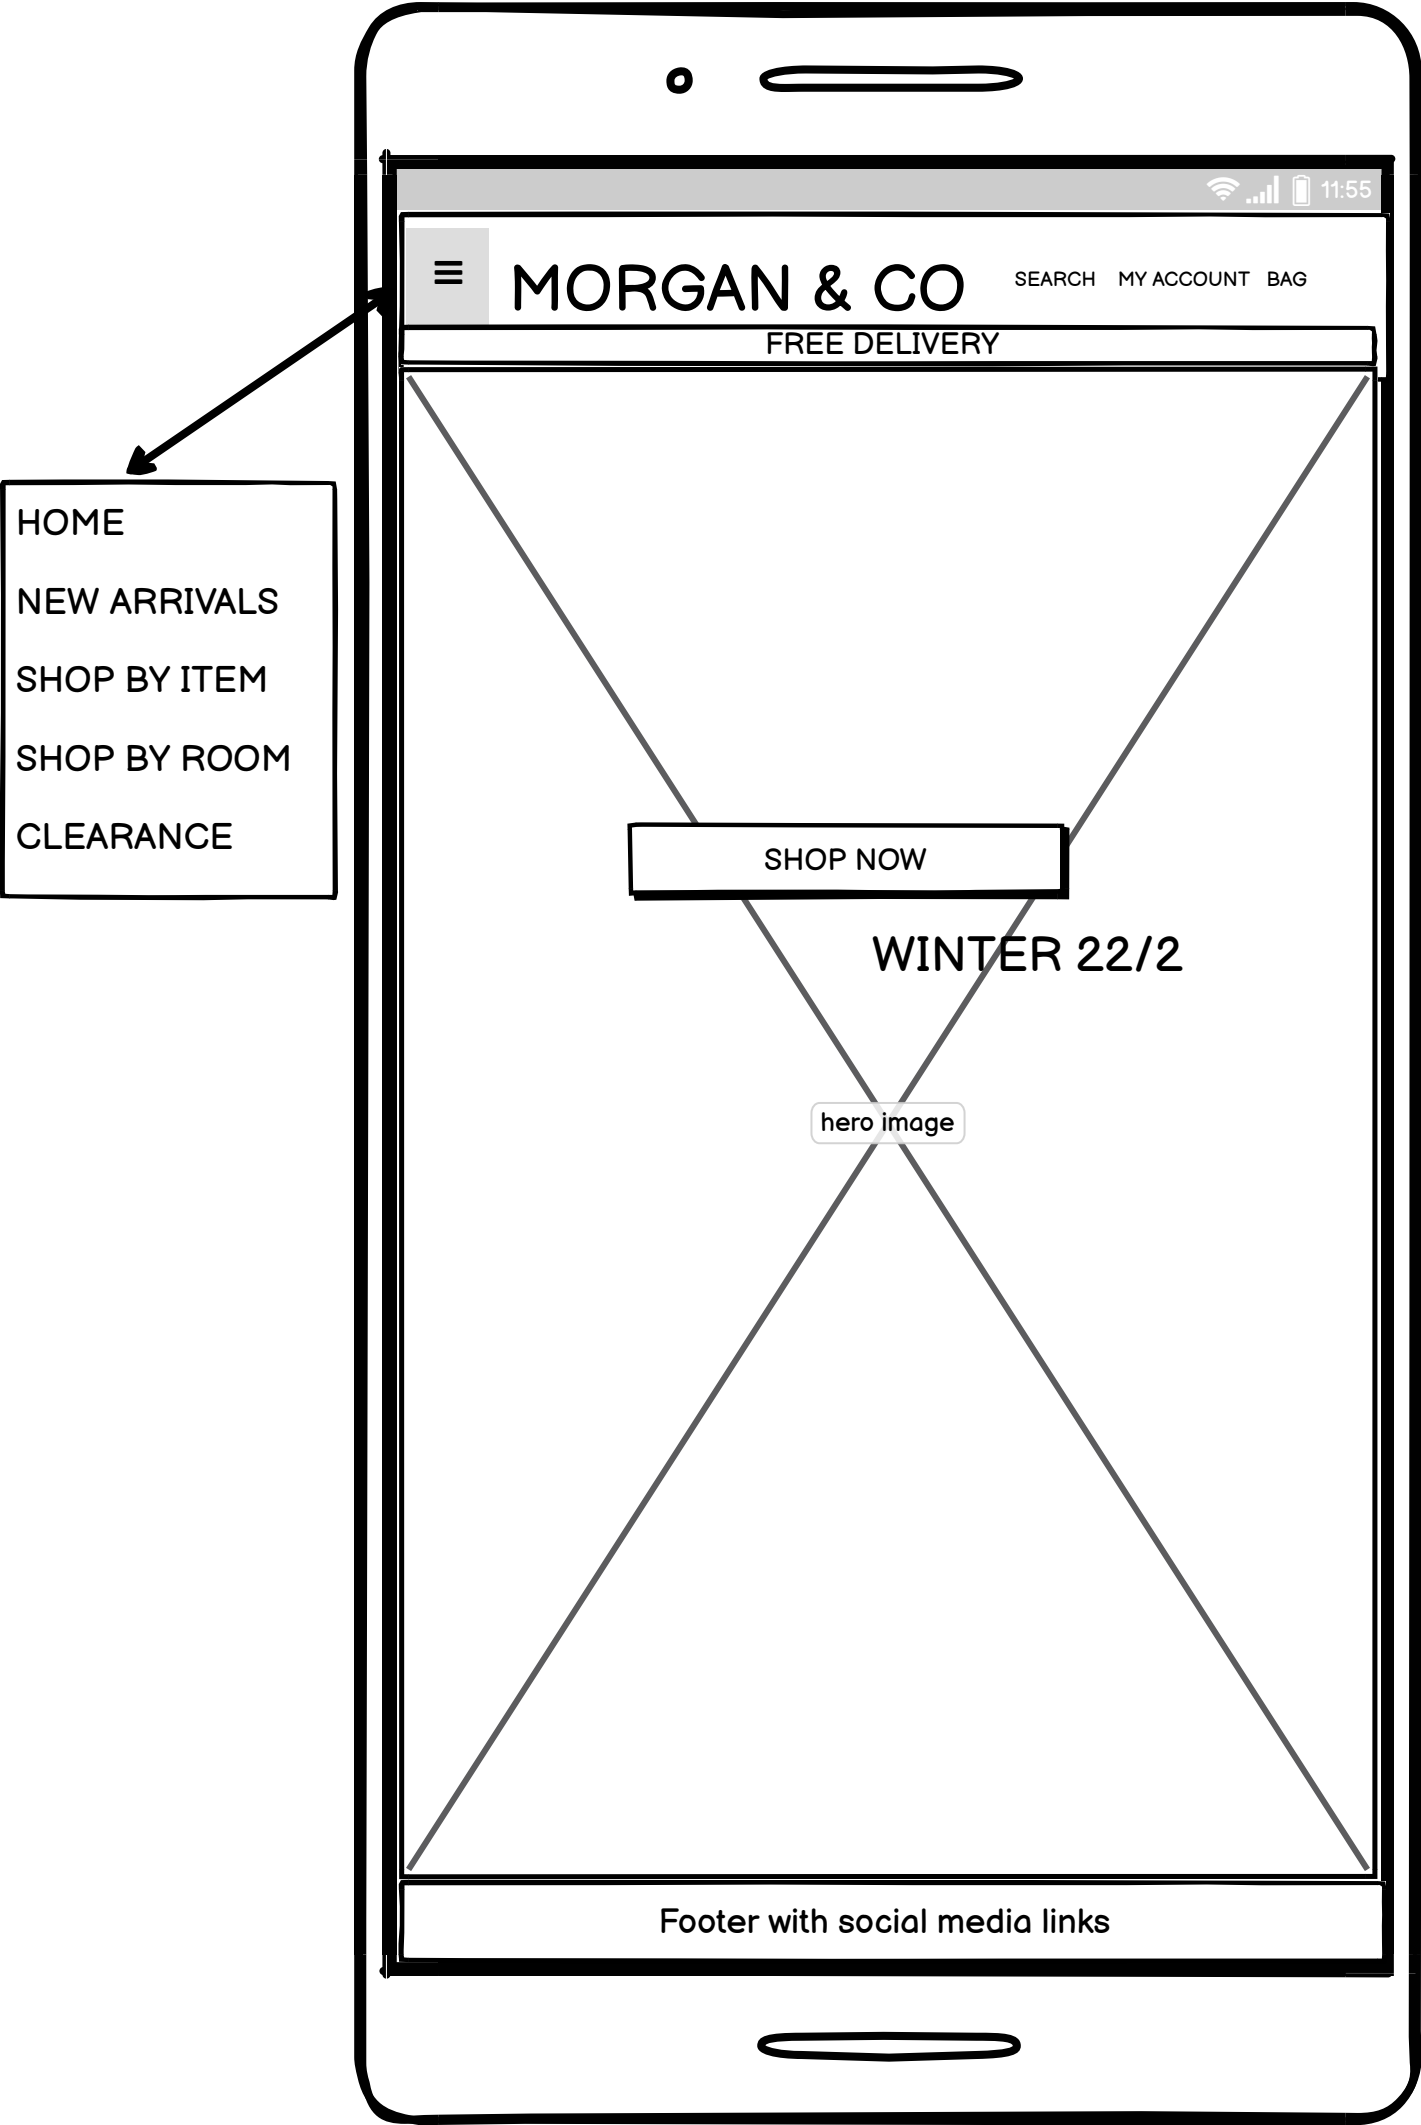 11:55
MORGAN & CO
SEARCH MY ACCOUNT BAG
FREE DELIVERY
HOME
NEW ARRIVALS
SHOP BY ITEM
SHOP BY ROOM
CLEARANCE
SHOP NOW
WINTER 22/2
hero image
Footer with social media links